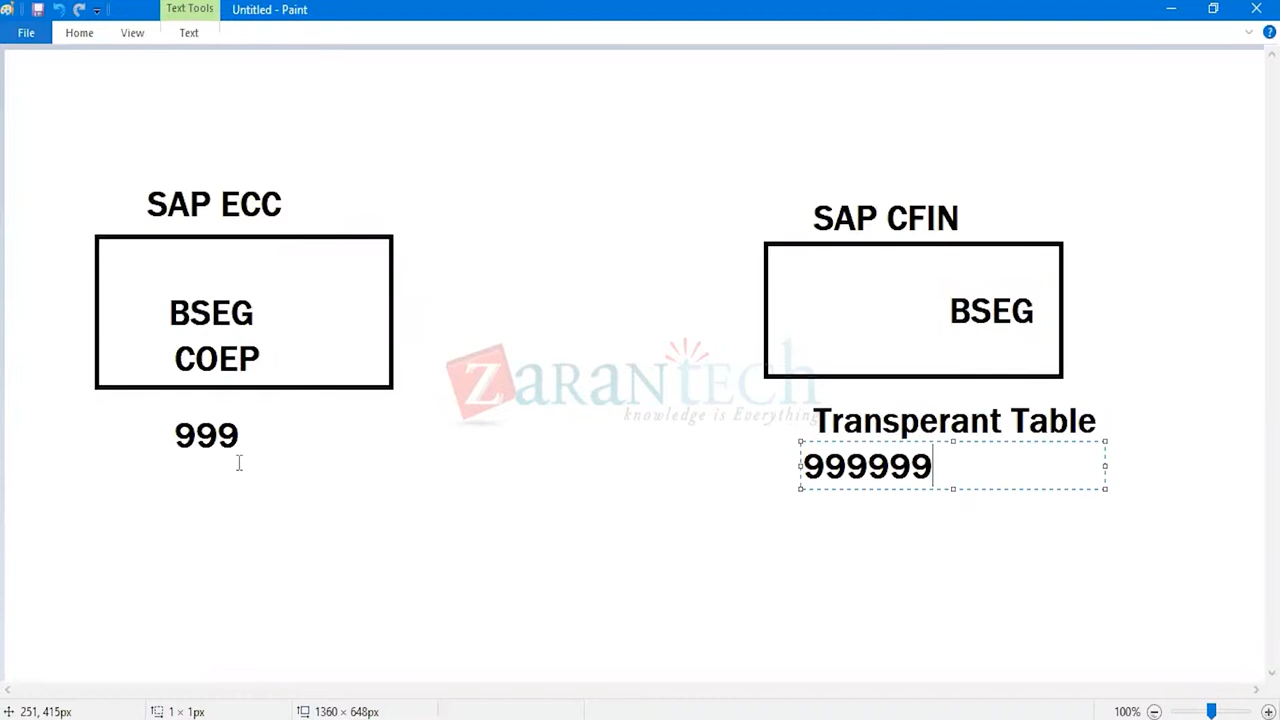 Text Tools
Untitled - Paint
File
Home
View
Text
SAP ECC
BSEG
COEP
999
SAP CFIN
BSEG
Transperant Table
999999
ZARANTECH
knowledge is Everything
251, 415px
1 × 1px
1360 × 648px
100%